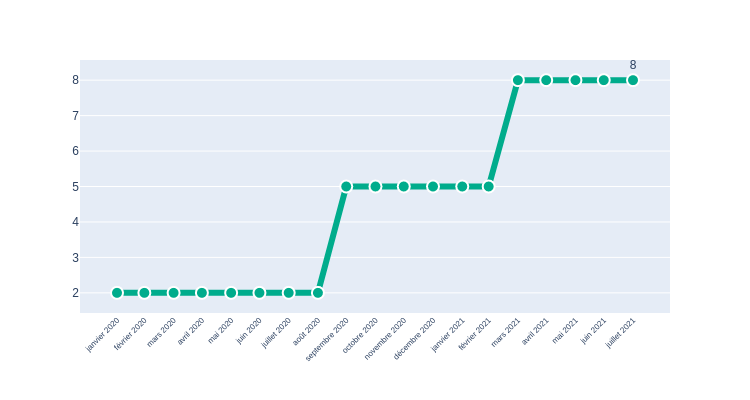 8
8
7
6
5
4
3
2
janvier 2020
février 2020
mars 2020
avril 2020
mai 2020
juin 2020
juillet 2020
août 2020
septembre 2020
octobre 2020
novembre 2020
décembre 2020
janvier 2021
février 2021
mars 2021
avril 2021
mai 2021
juin 2021
juillet 2021